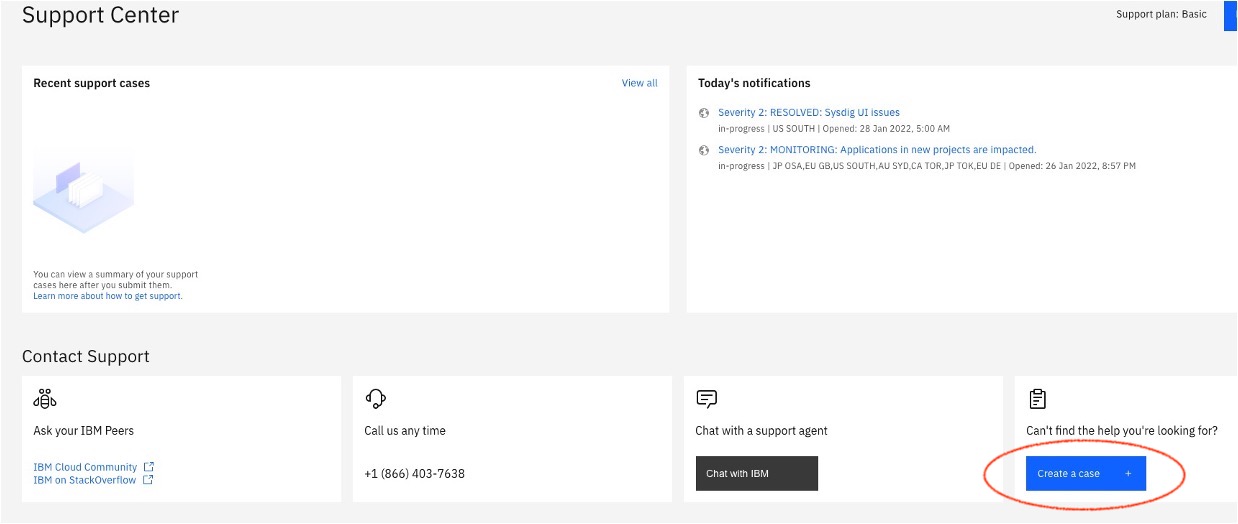 Support Center
Support plan: Basic
Recent support cases
View all
You can view a summary of your support
cases here after you submit them.
Learn more about how to get support.
Today's notifications
Severity 2: RESOLVED: Sysdig UI issues
in-progress | US SOUTH | Opened: 28 Jan 2022, 5:00 AM
Severity 2: MONITORING: Applications in new projects are impacted.
in-progress | JP OSA,EU GB,US SOUTH,AU SYD,CA TOR,JP TOK,EU DE | Opened: 26 Jan 2022, 8:57 PM
Contact Support
Ask your IBM Peers
IBM Cloud Community
IBM on StackOverflow
Call us any time
+1 (866) 403-7638
Chat with a support agent
Chat with IBM
Can't find the help you're looking for?
Create a case +